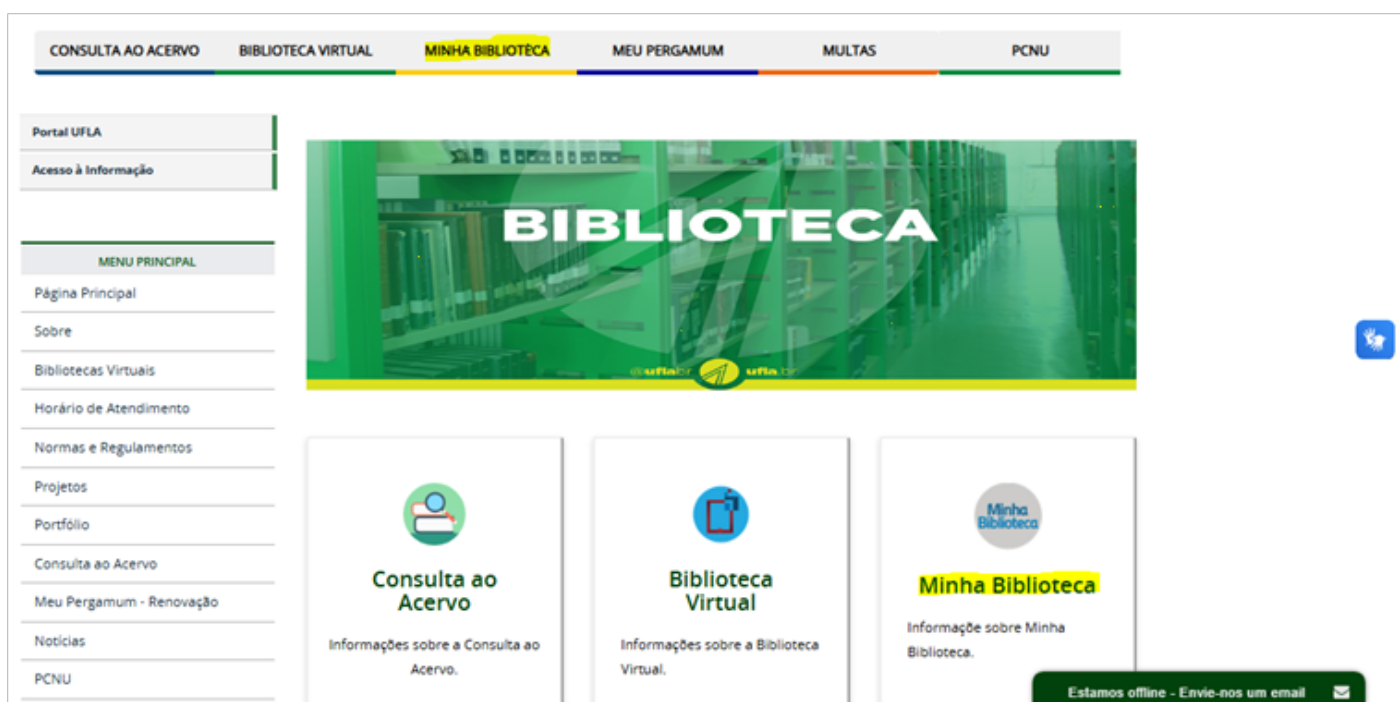 CONSULTA AO ACERVO BIBLIOTECA VIRTUAL MINHA BIBLIOTECA MEU PERGAMUM MULTAS PCNU
Portal UFLA
Acesso à Informação
MENU PRINCIPAL
Página Principal
Sobre
Bibliotecas Virtuais
Horário de Atendimento
Normas e Regulamentos
Projetos
Portfólio
Consulta ao Acervo
Meu Pergamum - Renovação
Notícias
PCNU
BIBLIOTECA
@uflabr ufla.br
Consulta ao
Acervo
Informações sobre a Consulta ao
Acervo.
Biblioteca
Virtual
Informações sobre a Biblioteca
Virtual.
Minha
Biblioteca
Minha Biblioteca
Informaçõe sobre Minha
Biblioteca.
Estamos offline - Envie-nos um email